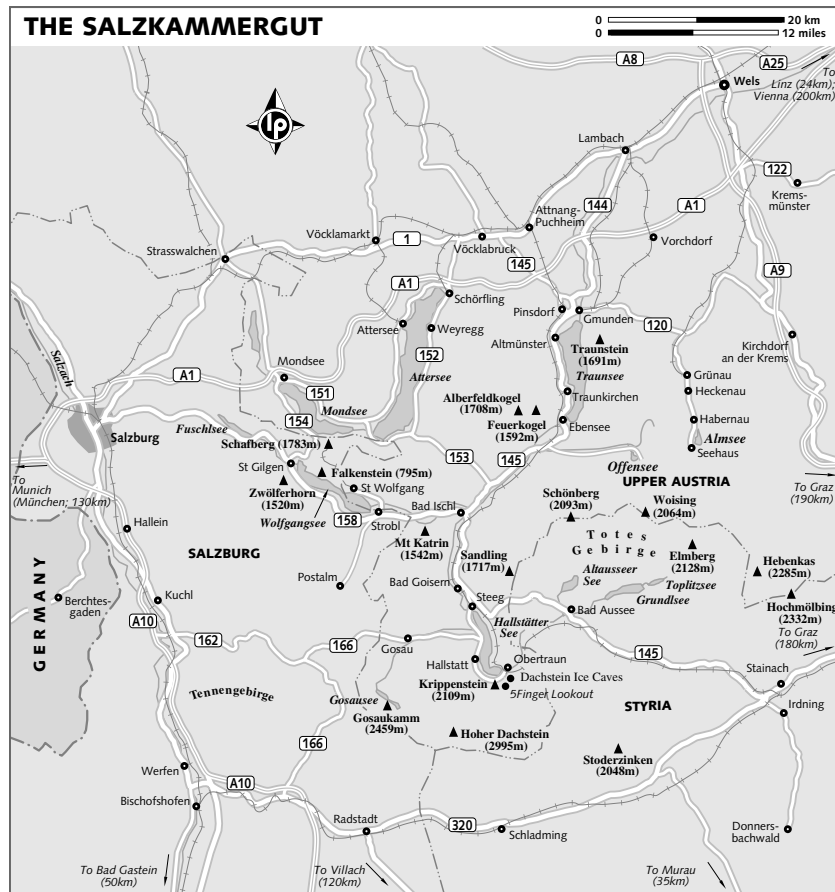 THE SALZKAMMERGUT
0 20 km
0 12 miles
A8
A25
To
Linz (24km);
Vienna (200km)
Wels
lp
Lambach
122
Krems-
münster
144
A1
Attnang-
Puchheim
Vöcklamarkt
1
Vöcklabruck
Vorchdorf
Strasswalchen
145
A9
A1
Schörfling
Pinsdorf
Gmunden
Attersee
Weyregg
120
Altmünster
Traunstein
(1691m)
Kirchdorf
an der Krems
Salzach
152
Attersee
Traunsee
Mondsee
A1
151
Grünau
Heckenau
Traunkirchen
Alberfeldkogel
(1708m)
Mondsee
154
Feuerkogel
(1592m)
Ebensee
Habernau
Almsee
Salzburg
Fuschlsee
Schafberg (1783m)
Seehaus
153
145
Offensee
St Gilgen
Falkenstein (795m)
To
Munich
(München; 130km)
UPPER AUSTRIA
To Graz
(190km)
Zwölferhorn
(1520m)
St Wolfgang
Wolfgangsee
158
Strobl
Bad Ischl
Schönberg
(2093m)
Woising
(2064m)
Hallein
Mt Katrin
(1542m)
Totes
Gebirge
SALZBURG
Sandling
(1717m)
Elmberg
(2128m)
Hebenkas
(2285m)
Postalm
Bad Goisern
Altausseer
See
Toplitzsee
Grundlsee
GERMANY
Berchtes-
gaden
Kuchl
Steeg
Bad Aussee
Hochmölbing
(2332m)
A10
Hallstätter
See
To Graz
(180km)
162
166
Gosau
145
Hallstatt
Obertraun
Stainach
Dachstein Ice Caves
Krippenstein
(2109m)
5Finger Lookout
Tennengebirge
Gosausee
Gosaukamm
(2459m)
STYRIA
Irdning
166
Hoher Dachstein
(2995m)
Stoderzinken
(2048m)
Werfen
A10
Bischofshofen
Radstadt
320
Schladming
Donners-
bachwald
To Bad Gastein
(50km)
To Villach
(120km)
To Murau
(35km)